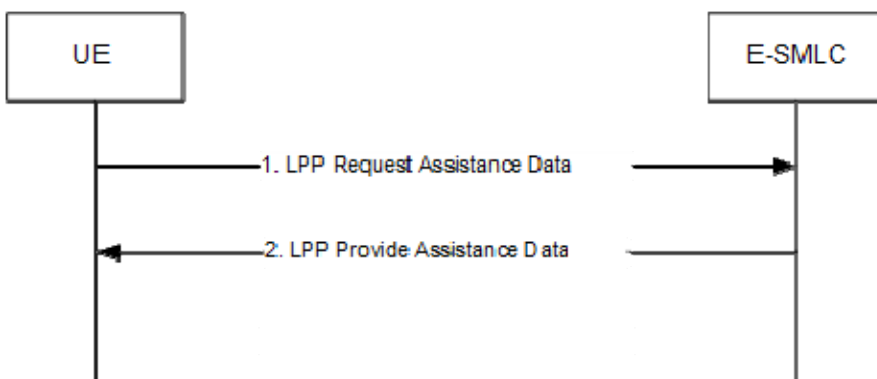 UE
E-SMLC
1. LPP Request Assistance Data
2. LPP Provide Assistance Data